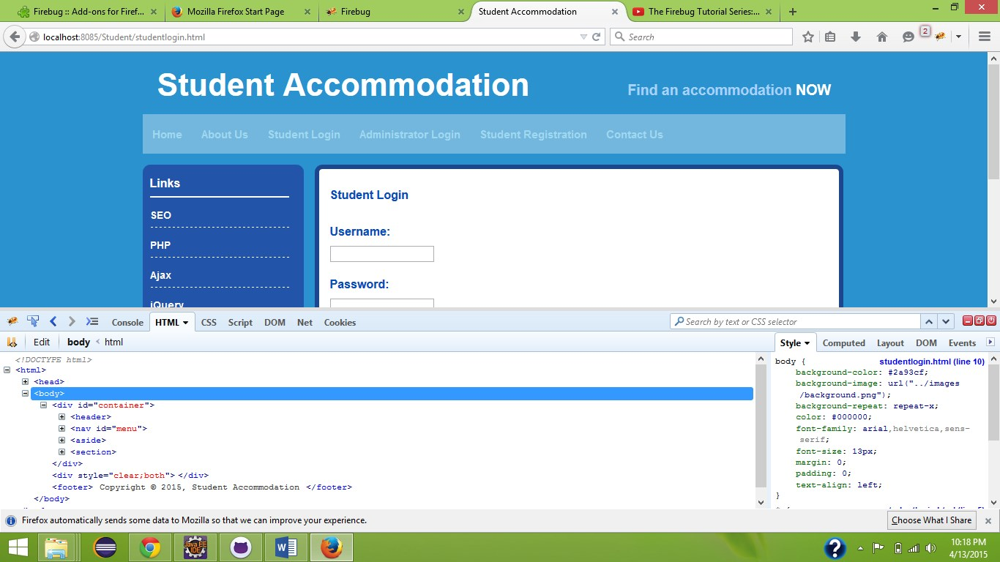 Firebug :: Add-ons for Firef...
Mozilla Firefox Start Page
Firebug
Student Accommodation
The Firebug Tutorial Series:...
localhost:8085/Student/studentlogin.html
Search
2
Student Accommodation
Find an accommodation NOW
Home About Us Student Login Administrator Login Student Registration Contact Us
Links
SEO
PHP
Ajax
jQuery
Student Login
Username:
Password:
Console HTML CSS Script DOM Net Cookies
Search by text or CSS selector
Edit body < html
Style Computed Layout DOM Events
<!DOCTYPE html>
<html>
<head>
<body>
<div id="container">
<header>
<nav id="menu">
<aside>
<section>
</div>
<div style="clear;both"> </div>
<footer> Copyright © 2015, Student Accommodation </footer>
</body>
body { studentlogin.html (line 10)
background-color: #2a93cf;
background-image: url("../images
/background.png");
background-repeat: repeat-x;
color: #000000;
font-family: arial,helvetica,sens-
serif;
font-size: 13px;
margin: 0;
padding: 0;
text-align: left;
}
Firefox automatically sends some data to Mozilla so that we can improve your experience.
Choose What I Share
Java EE
IDE
10:18 PM
4/13/2015